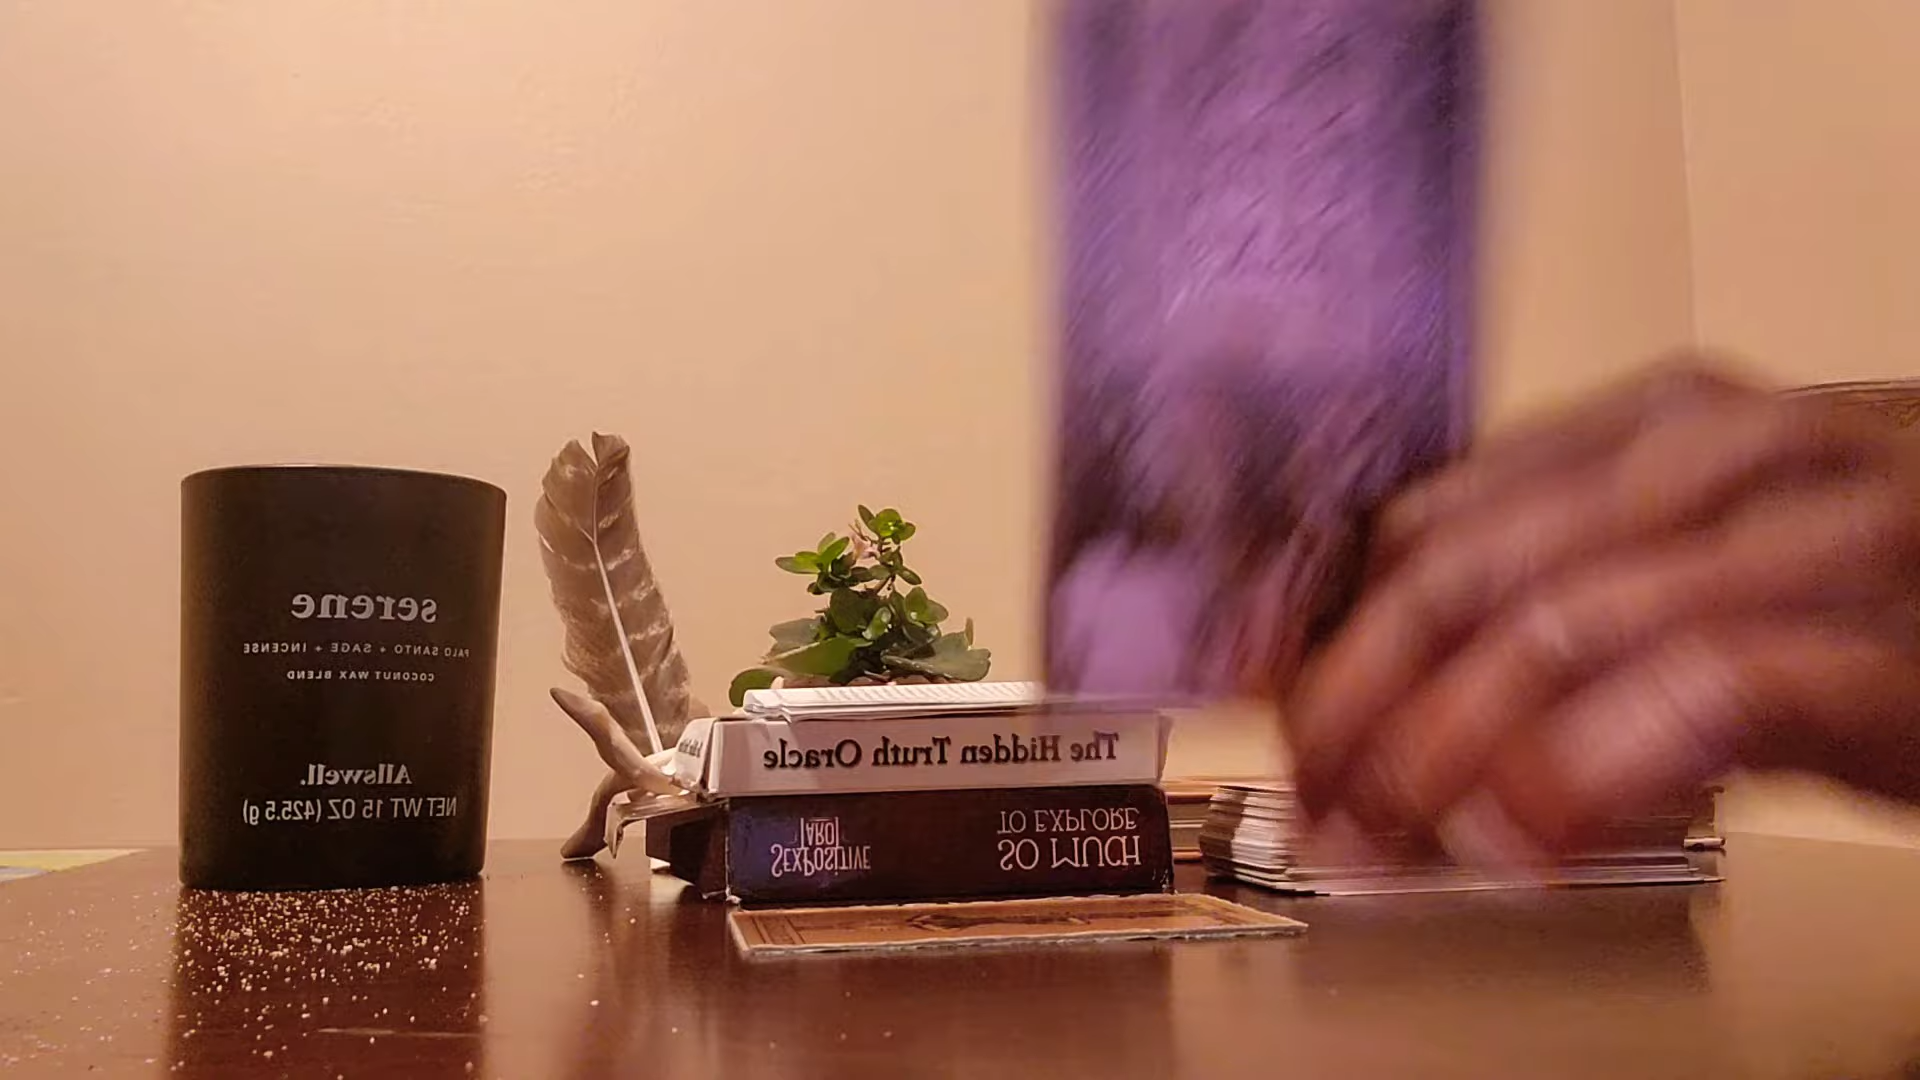 serene
PALO SANTO + SAGE + INCENSE
COCONUT WAX BLEND
Allswell.
NET WT 15 OZ (425.5 g)
The Hidden Truth Oracle
SEXPOSITIVE
TAROT
SO MUCH
TO EXPLORE